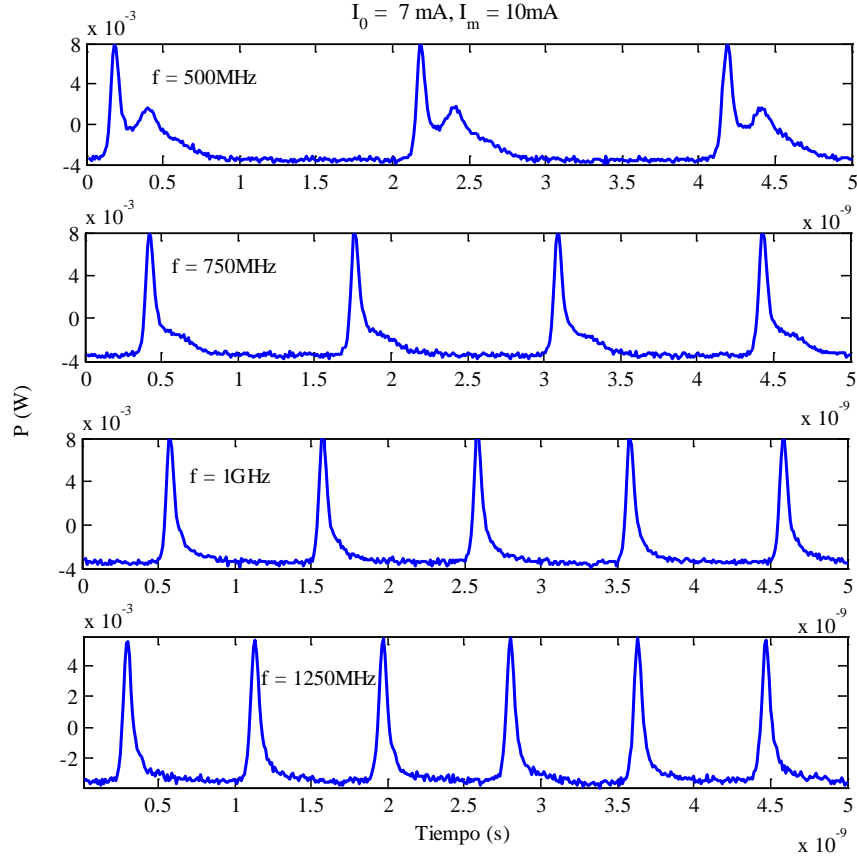 I_0 = 7 mA, I_m = 10mA
x 10^-3
8
4
0
-4
f = 500MHz
0 0.5 1 1.5 2 2.5 3 3.5 4 4.5 5
x 10^-9
x 10^-3
8
4
0
-4
f = 750MHz
0 0.5 1 1.5 2 2.5 3 3.5 4 4.5 5
x 10^-9
P (W)
x 10^-3
8
4
0
-4
f = 1GHz
0 0.5 1 1.5 2 2.5 3 3.5 4 4.5 5
x 10^-9
x 10^-3
4
2
0
-2
f = 1250MHz
0.5 1 1.5 2 2.5 3 3.5 4 4.5 5
Tiempo (s)
x 10^-9